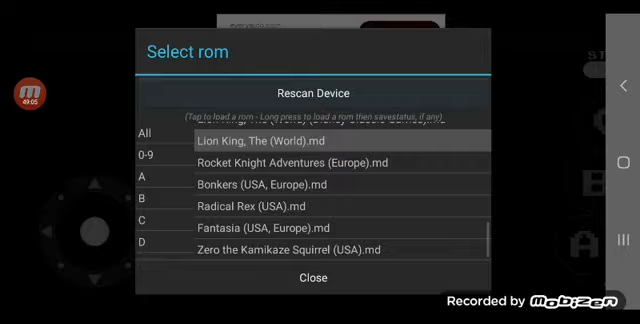 Select rom
Rescan Device
(Tap to load a rom - Long press to load a rom then savestatus, if any)
All
Lion King, The (World).md
0-9
Rocket Knight Adventures (Europe).md
A
Bonkers (USA, Europe).md
B
Radical Rex (USA).md
C
Fantasia (USA, Europe).md
D
Zero the Kamikaze Squirrel (USA).md
Close
49:05
ST
B
A
Recorded by Mobizen